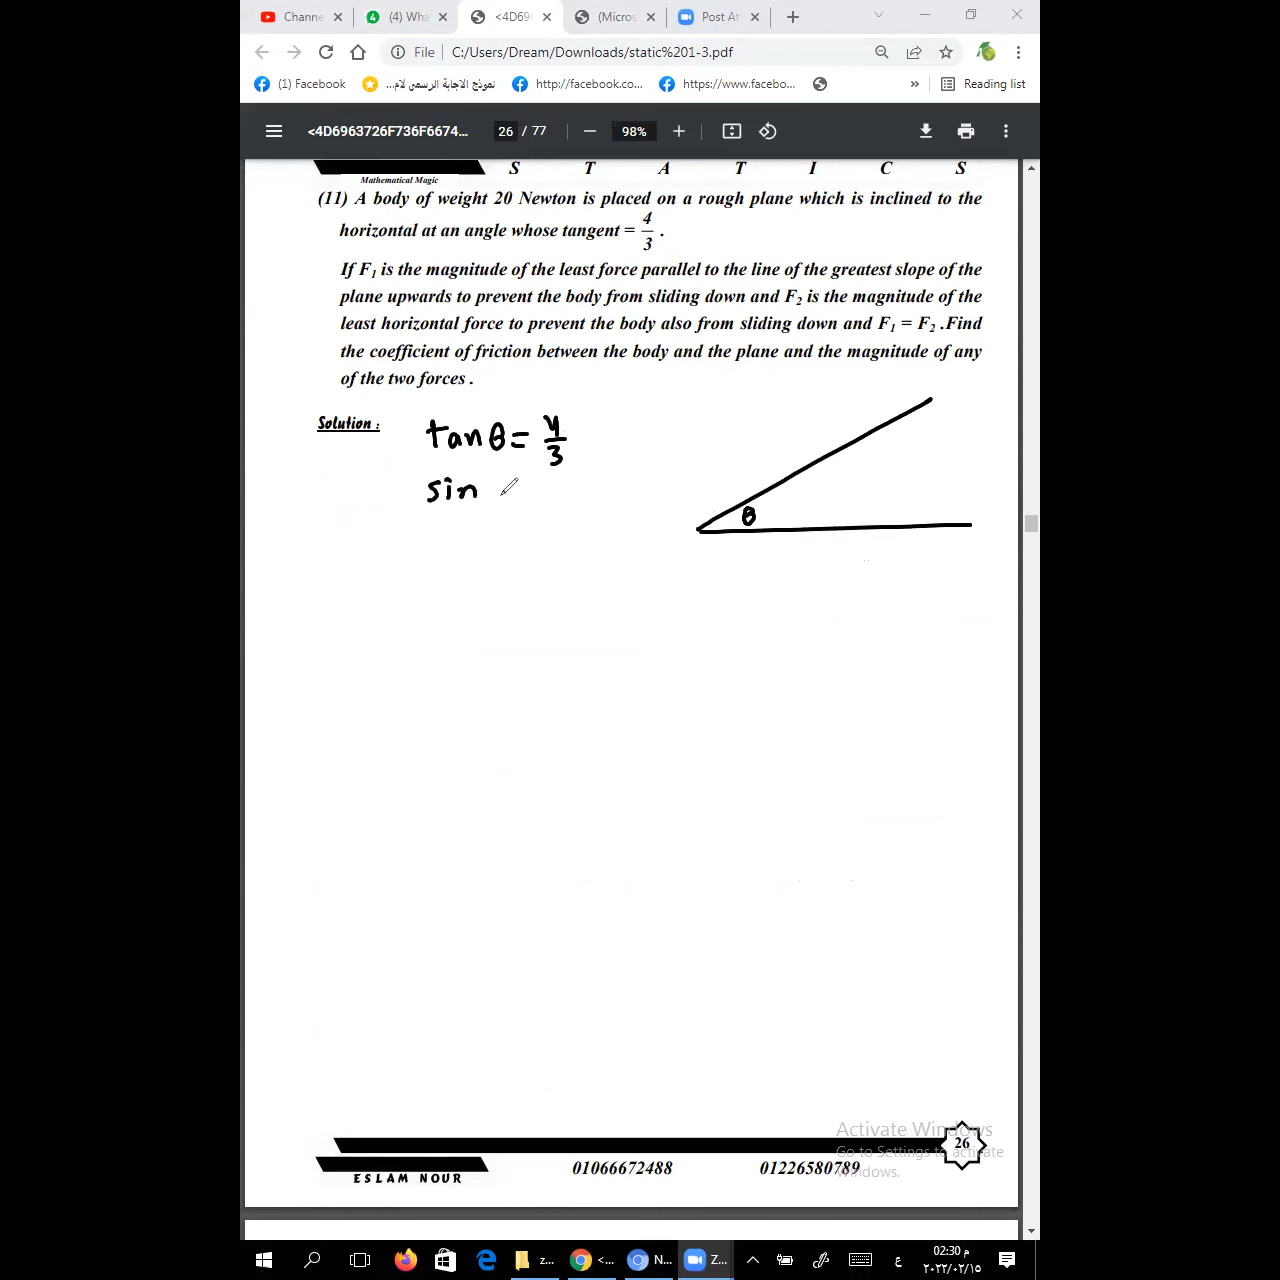 Channe
(4) Wha
<4D69
(Micros
Post At
File
C:/Users/Dream/Downloads/static%201-3.pdf
(1) Facebook
نموذج الاجابة الرسمى لام...
http://facebook.co...
https://www.facebo...
»
Reading list
<4D6963726F736F6674...
26 / 77
98%
S T A T I C S
Mathematical Magic
(11) A body of weight 20 Newton is placed on a rough plane which is inclined to the
horizontal at an angle whose tangent = 4/3 .
If F₁ is the magnitude of the least force parallel to the line of the greatest slope of the
plane upwards to prevent the body from sliding down and F₂ is the magnitude of the
least horizontal force to prevent the body also from sliding down and F₁ = F₂ .Find
the coefficient of friction between the body and the plane and the magnitude of any
of the two forces .
Solution :
tan θ = 4/3
sin
θ
Activate Windows
Go to Settings to activate
Windows.
26
01066672488
01226580789
ESLAM NOUR
z...
<...
N...
Z...
ع
02:30 م
٢٠٢٢/٠٢/١٥